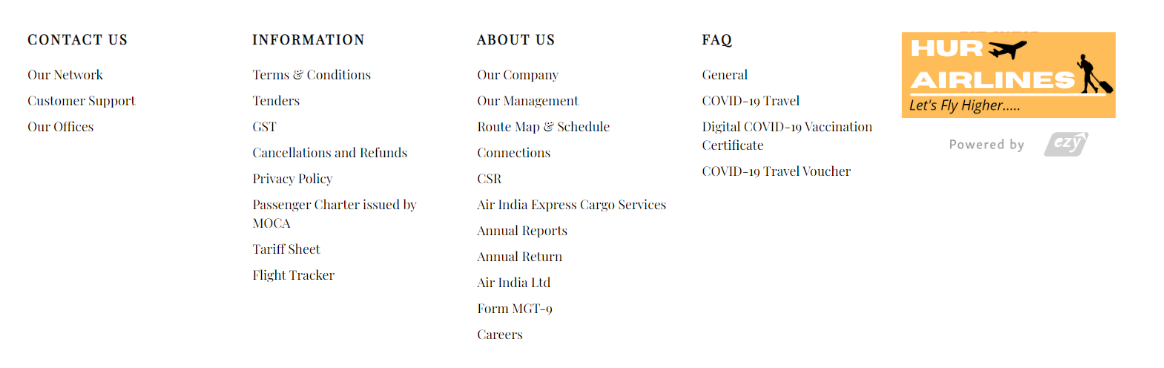 CONTACT US
Our Network
Customer Support
Our Offices
INFORMATION
Terms & Conditions
Tenders
GST
Cancellations and Refunds
Privacy Policy
Passenger Charter issued by
MOCA
Tariff Sheet
Flight Tracker
ABOUT US
Our Company
Our Management
Route Map & Schedule
Connections
CSR
Air India Express Cargo Services
Annual Reports
Annual Return
Air India Ltd
Form MGT-9
Careers
FAQ
General
COVID-19 Travel
Digital COVID-19 Vaccination
Certificate
COVID-19 Travel Voucher
HUR
AIRLINES
Let's Fly Higher.....
Powered by ezy